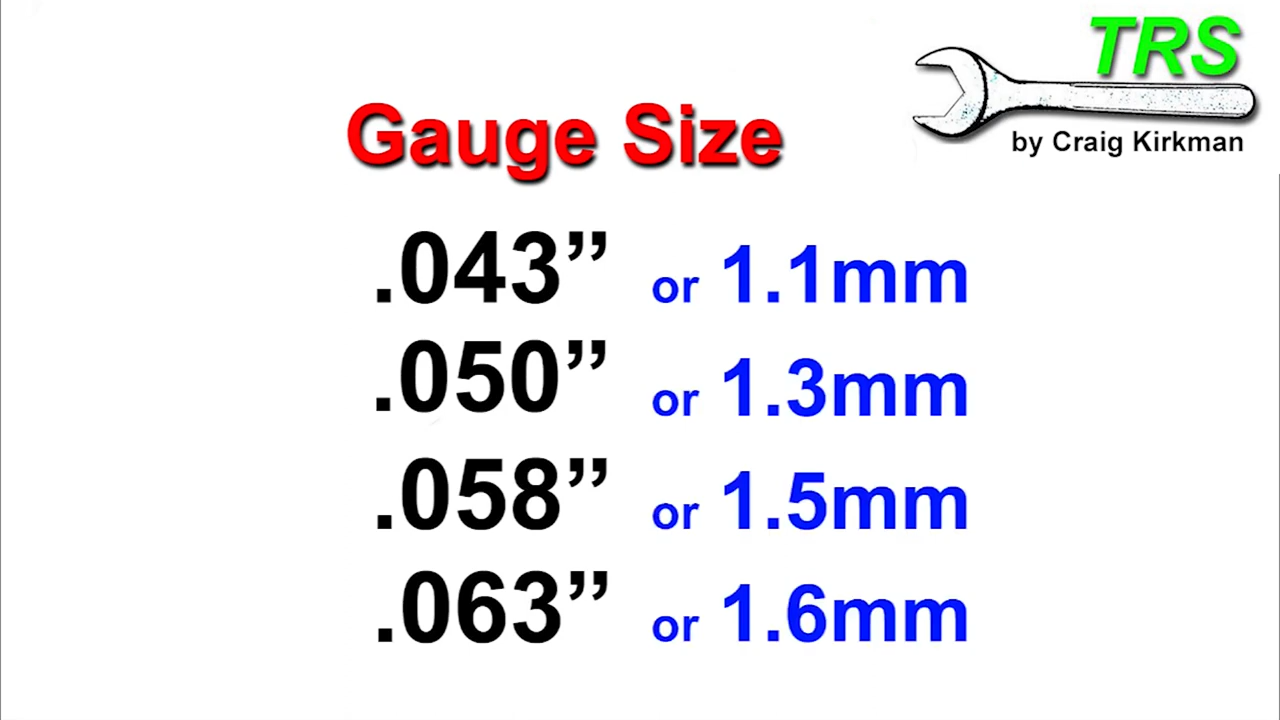 TRS
by Craig Kirkman
Gauge Size
.043” or 1.1mm
.050” or 1.3mm
.058” or 1.5mm
.063” or 1.6mm